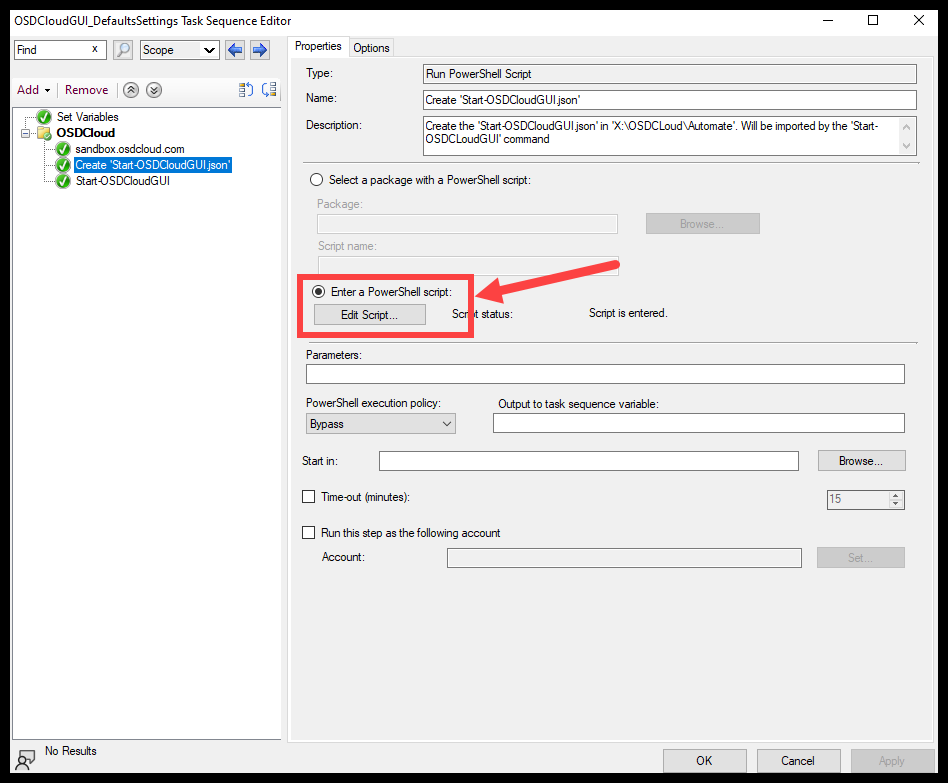 OSDCloudGUI_DefaultsSettings Task Sequence Editor
Find x Scope
Add Remove
Set Variables
OSDCloud
sandbox.osdcloud.com
Create 'Start-OSDCloudGUI.json'
Start-OSDCloudGUI
No Results
Properties Options
Type: Run PowerShell Script
Name: Create 'Start-OSDCloudGUI.json'
Description: Create the 'Start-OSDCloudGUI.json' in 'X:\OSDCLoud\Automate'. Will be imported by the 'Start-
OSDCLoudGUI' command
Select a package with a PowerShell script:
Package:
Browse...
Script name:
Enter a PowerShell script:
Edit Script... Script status: Script is entered.
Parameters:
PowerShell execution policy: Output to task sequence variable:
Bypass
Start in: Browse...
Time-out (minutes): 15
Run this step as the following account
Account: Set...
OK Cancel Apply